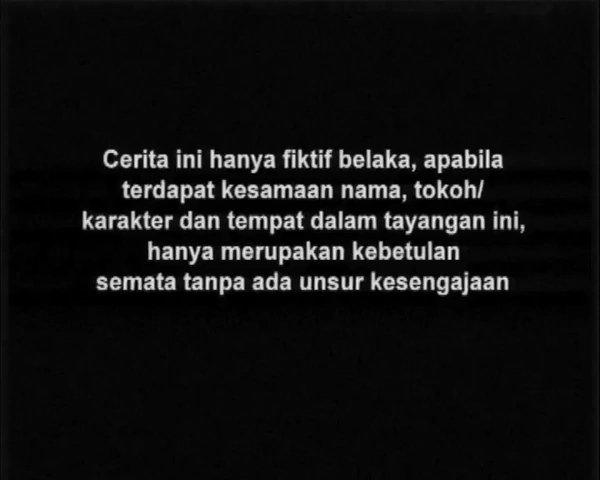 Cerita ini hanya fiktif belaka, apabila
terdapat kesamaan nama, tokoh/
karakter dan tempat dalam tayangan ini,
hanya merupakan kebetulan
semata tanpa ada unsur kesengajaan